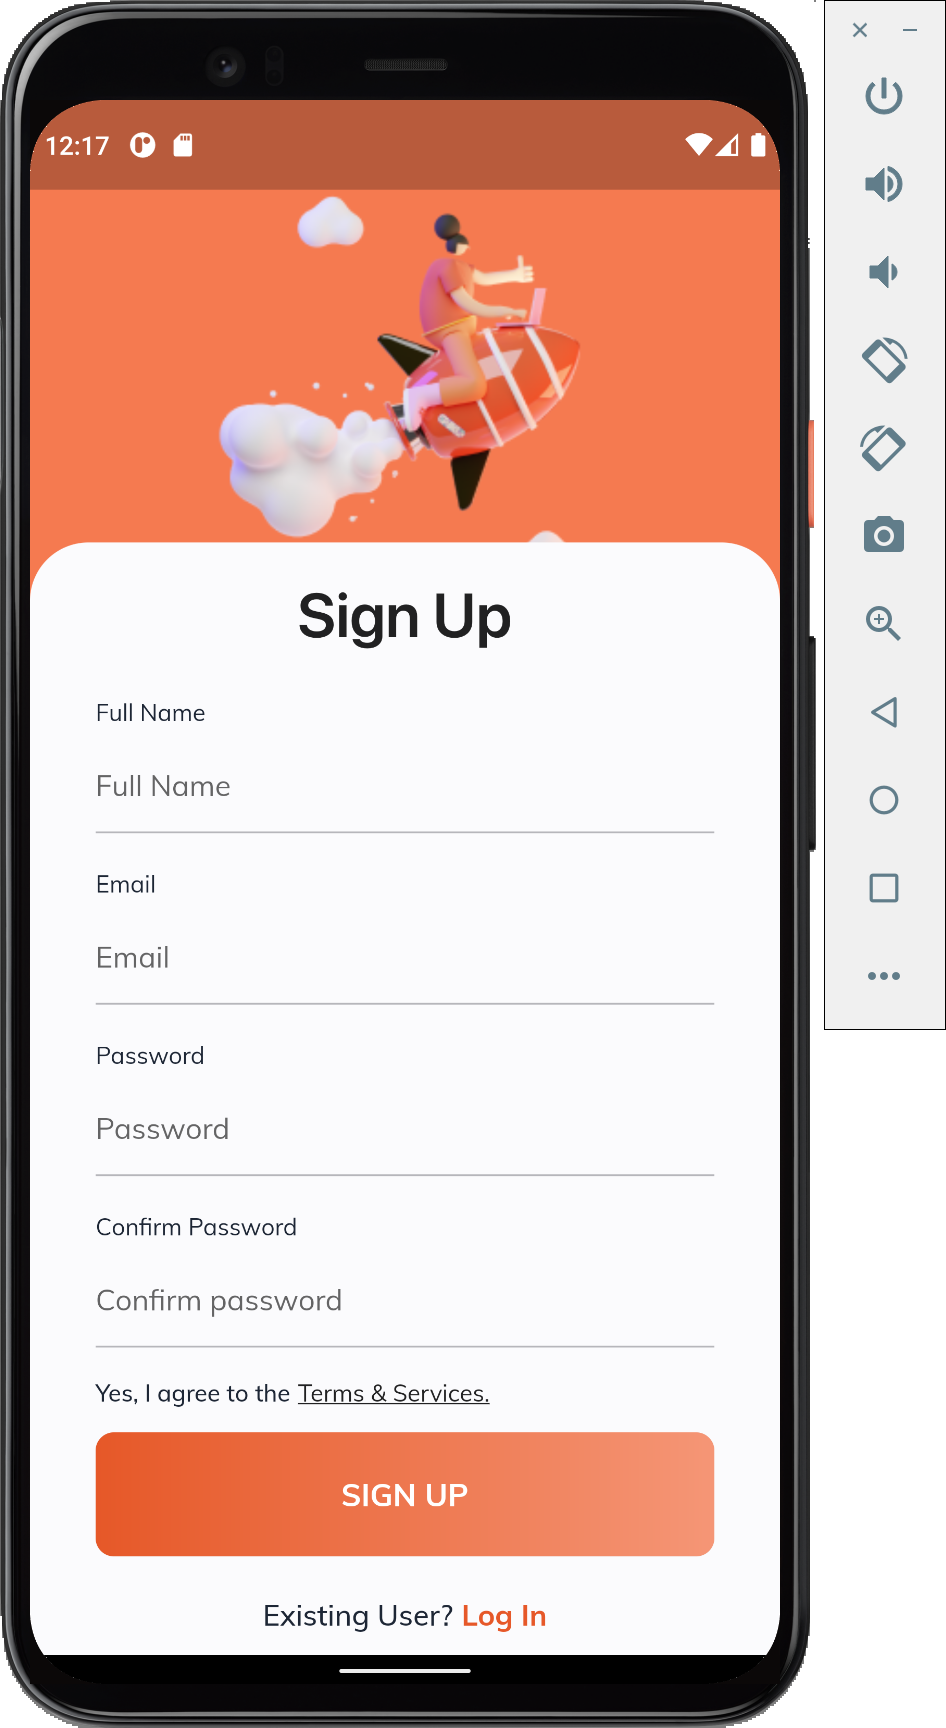 12:17
Sign Up
Full Name
Full Name
Email
Email
Password
Password
Confirm Password
Confirm password
Yes, I agree to the Terms & Services.
SIGN UP
Existing User? Log In